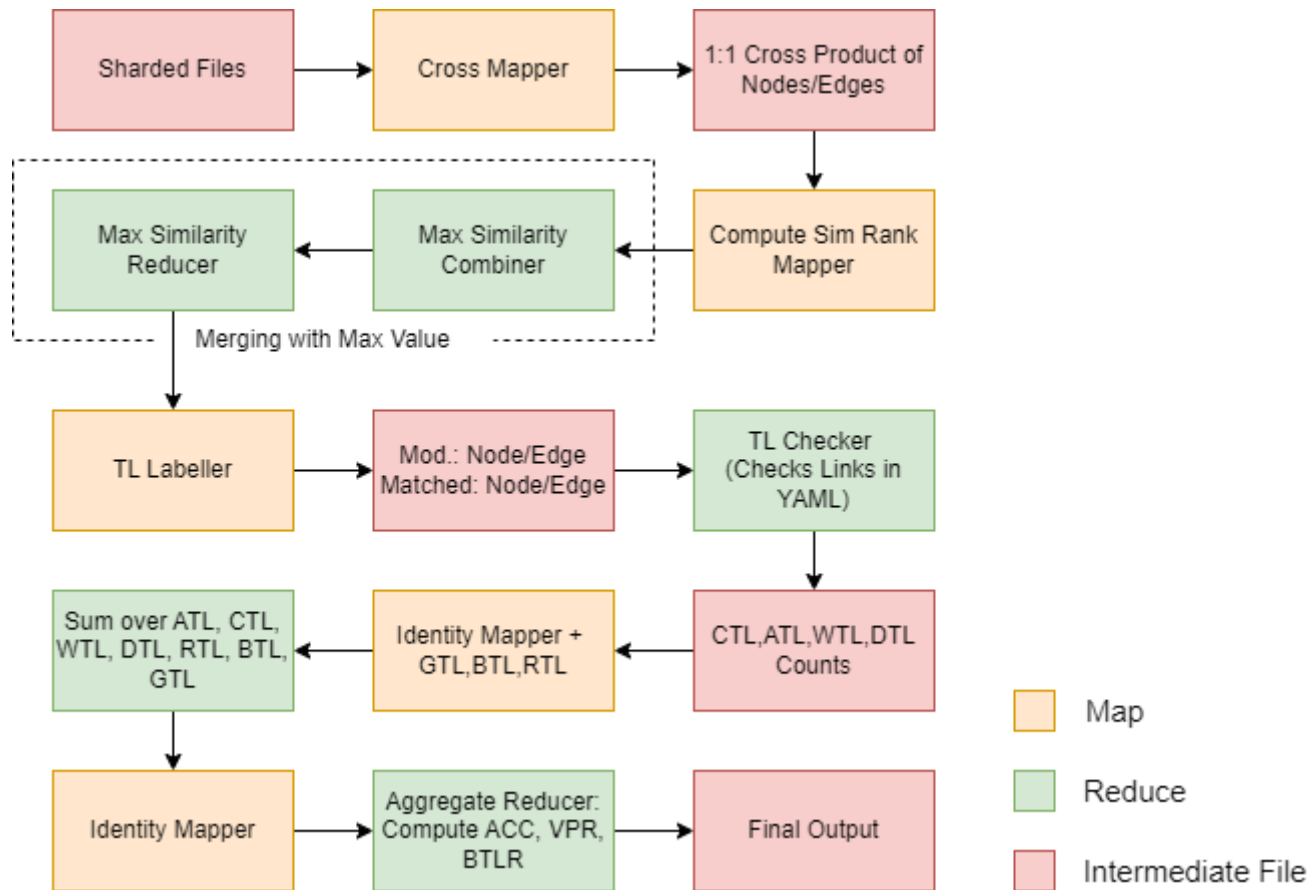 Sharded Files
Cross Mapper
1:1 Cross Product of
Nodes/Edges
Max Similarity
Reducer
Max Similarity
Combiner
Compute Sim Rank
Mapper
Merging with Max Value
TL Labeller
Mod.: Node/Edge
Matched: Node/Edge
TL Checker
(Checks Links in
YAML)
Sum over ATL, CTL,
WTL, DTL, RTL, BTL,
GTL
Identity Mapper +
GTL,BTL,RTL
CTL,ATL,WTL,DTL
Counts
Identity Mapper
Aggregate Reducer:
Compute ACC, VPR,
BTLR
Final Output
Map
Reduce
Intermediate File